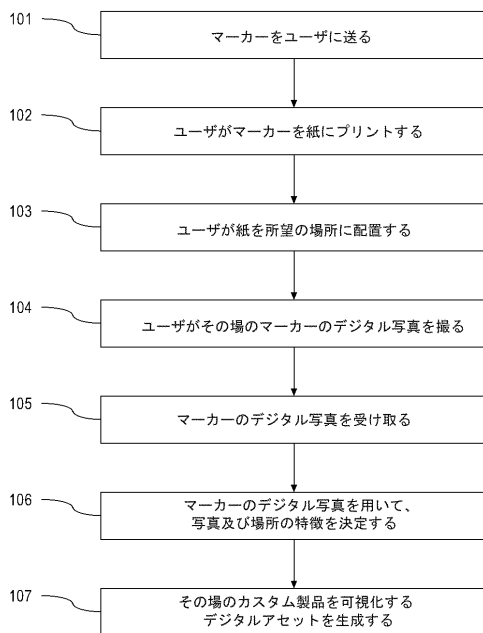 101
マーカーをユーザに送る
102
ユーザがマーカーを紙にプリントする
103
ユーザが紙を所望の場所に配置する
104
ユーザがその場のマーカーのデジタル写真を撮る
105
マーカーのデジタル写真を受け取る
106
マーカーのデジタル写真を用いて、
写真及び場所の特徴を決定する
107
その場のカスタム製品を可視化する
デジタルアセットを生成する